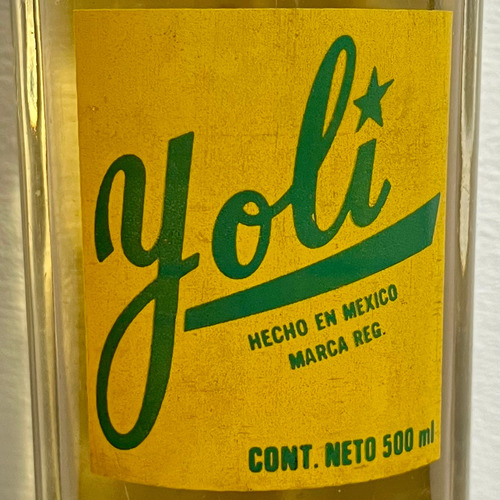 yoli
HECHO EN MEXICO
MARCA REG.
CONT. NETO 500 ml